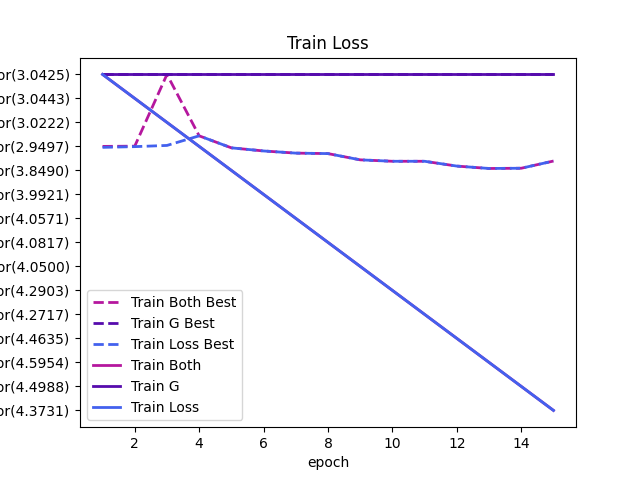 Train Loss
or(3.0425)
or(3.0443)
or(3.0222)
or(2.9497)
or(3.8490)
or(3.9921)
or(4.0571)
or(4.0817)
or(4.0500)
or(4.2903)
or(4.2717)
or(4.4635)
or(4.5954)
or(4.4988)
or(4.3731)
Train Both Best
Train G Best
Train Loss Best
Train Both
Train G
Train Loss
2 4 6 8 10 12 14
epoch